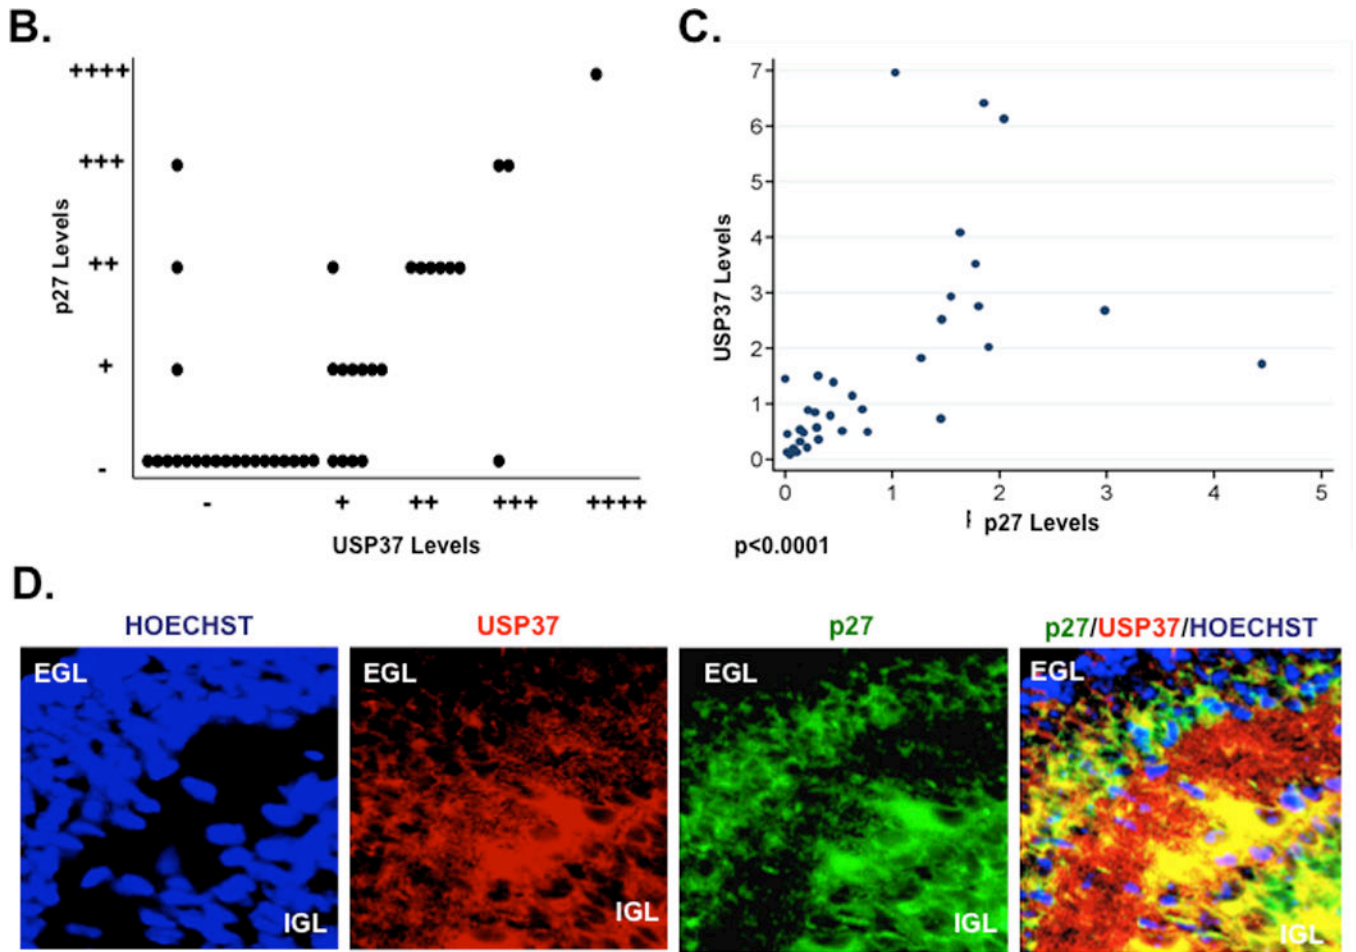 B.
++++
+++
++
+
-
p27 Levels
- + ++ +++ ++++
USP37 Levels
C.
7
6
5
4
3
2
1
0
USP37 Levels
0 1 2 3 4 5
p27 Levels
p<0.0001
D.
HOECHST USP37 p27 p27/USP37/HOECHST
EGL EGL EGL EGL
IGL IGL IGL IGL